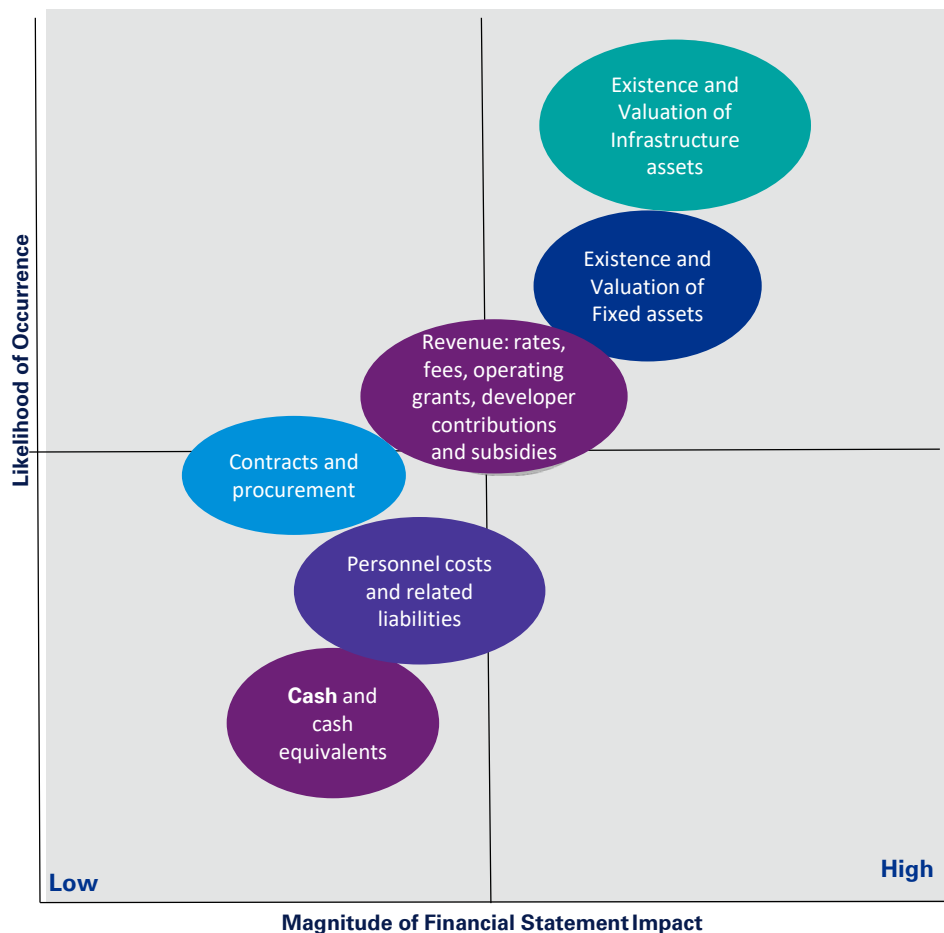 Existence and
Valuation of
Infrastructure
assets
Existence and
Valuation of
Fixed assets
Likelihood of Occurrence
Revenue: rates,
fees, operating
grants, developer
contributions
and subsidies
Contracts and
procurement
Personnel costs
and related
liabilities
Cash and
cash
equivalents
Low
High
Magnitude of Financial Statement Impact